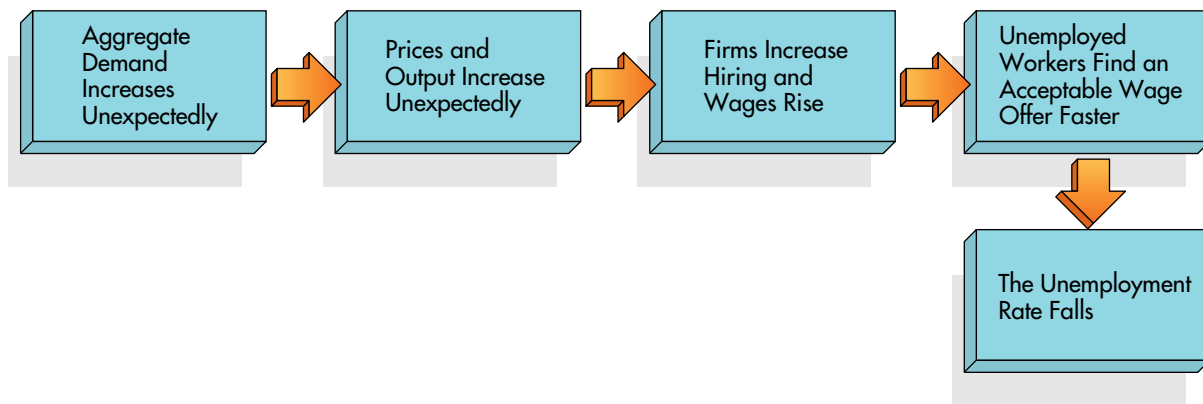 Aggregate
Demand
Increases
Unexpectedly
Prices and
Output Increase
Unexpectedly
Firms Increase
Hiring and
Wages Rise
Unemployed
Workers Find an
Acceptable Wage
Offer Faster
The Unemployment
Rate Falls